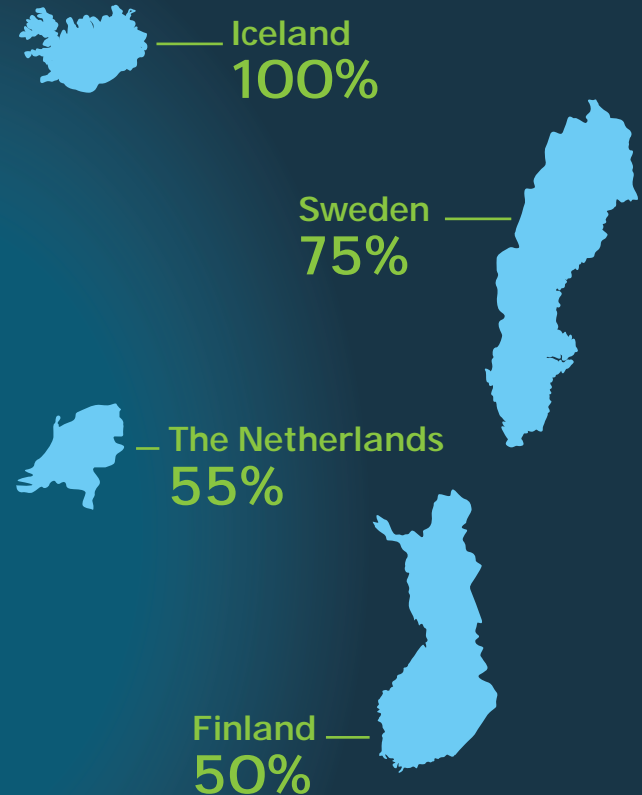 Iceland
100%
Sweden
75%
The Netherlands
55%
Finland
50%